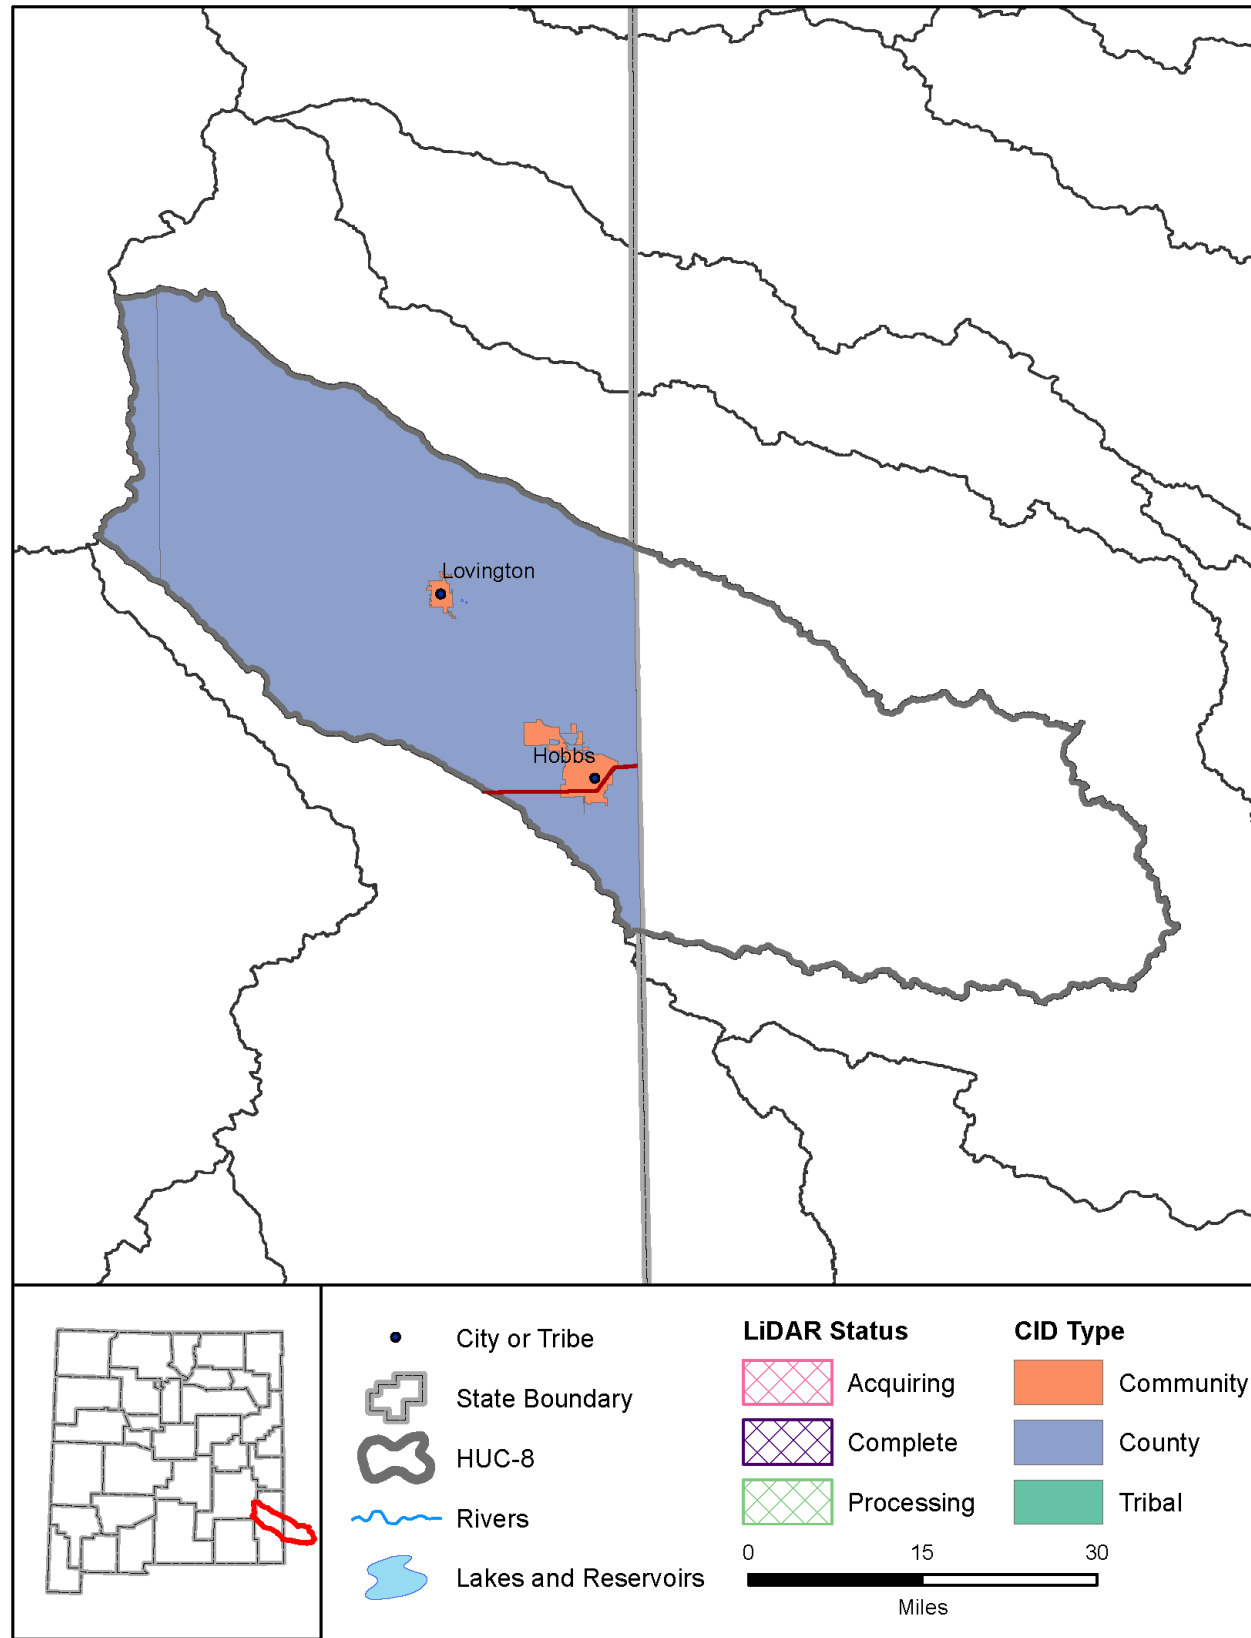 Lovington
Hobbs
City or Tribe
State Boundary
HUC-8
Rivers
Lakes and Reservoirs
LiDAR Status
Acquiring
Complete
Processing
CID Type
Community
County
Tribal
0 15 30
Miles